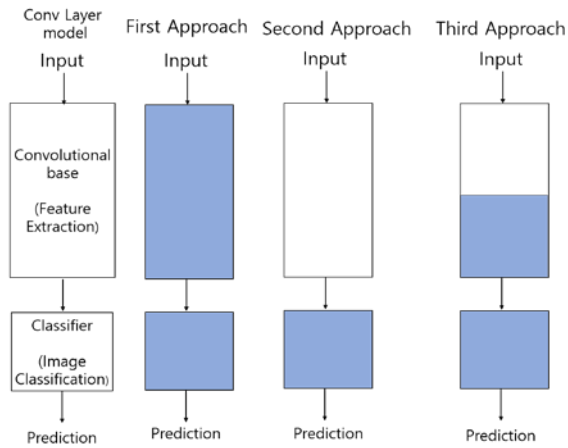 Conv Layer
model
Input
Convolutional
base
(Feature
Extraction)
Classifier
(Image
Classification)
Prediction
First Approach
Input
Prediction
Second Approach
Input
Prediction
Third Approach
Input
Prediction